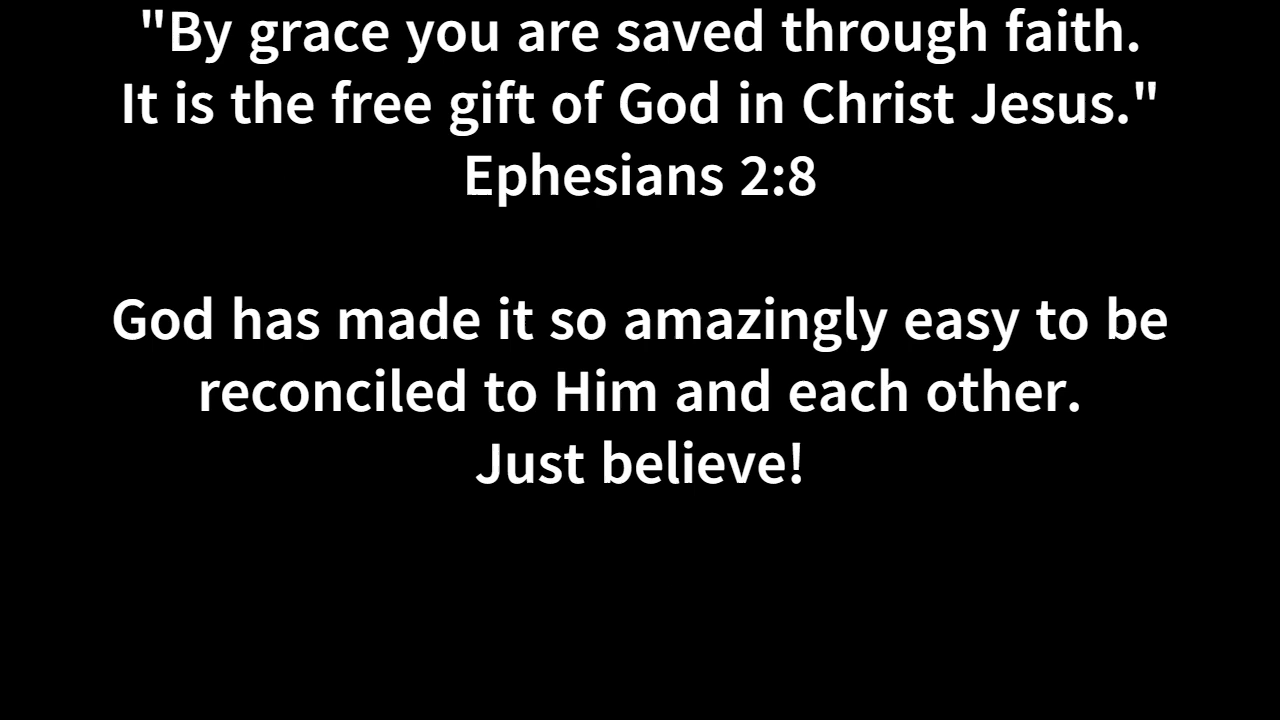 "By grace you are saved through faith.
It is the free gift of God in Christ Jesus."
Ephesians 2:8
God has made it so amazingly easy to be
reconciled to Him and each other.
Just believe!